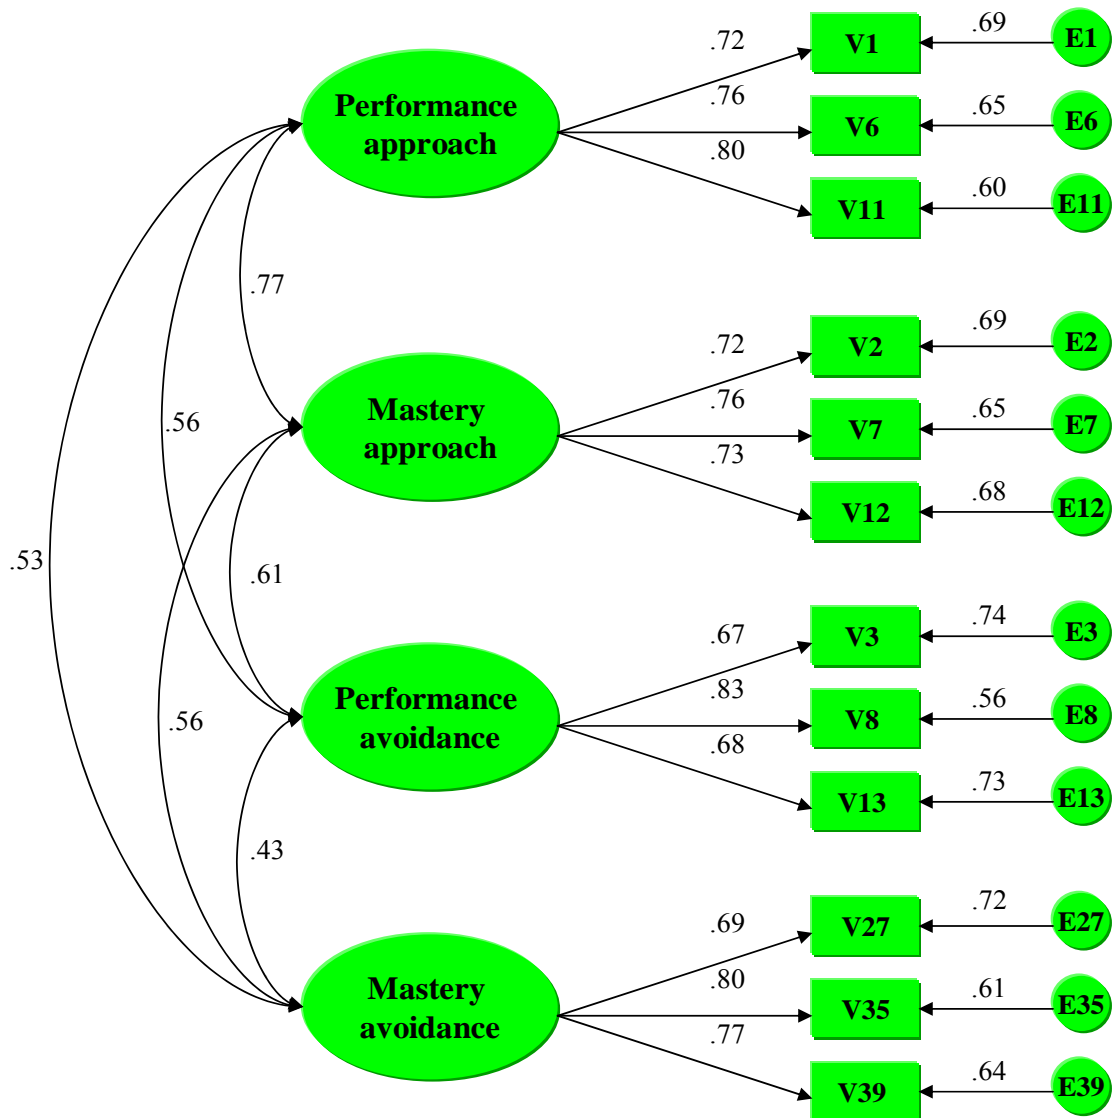 .72
V1
.69
E1
Performance
approach
.76
V6
.65
E6
.80
V11
.60
E11
.77
.72
V2
.69
E2
Mastery
approach
.76
V7
.65
E7
.56
.73
V12
.68
E12
.53
.61
.67
V3
.74
E3
Performance
avoidance
.83
V8
.56
E8
.56
.68
V13
.73
E13
.43
.69
V27
.72
E27
Mastery
avoidance
.80
V35
.61
E35
.77
V39
.64
E39